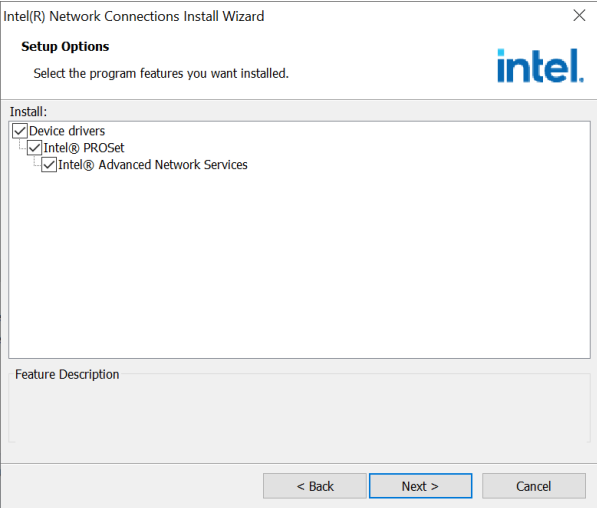 Intel(R) Network Connections Install Wizard
Setup Options
Select the program features you want installed.
intel.
Install:
Device drivers
Intel® PROSet
Intel® Advanced Network Services
Feature Description
< Back
Next >
Cancel